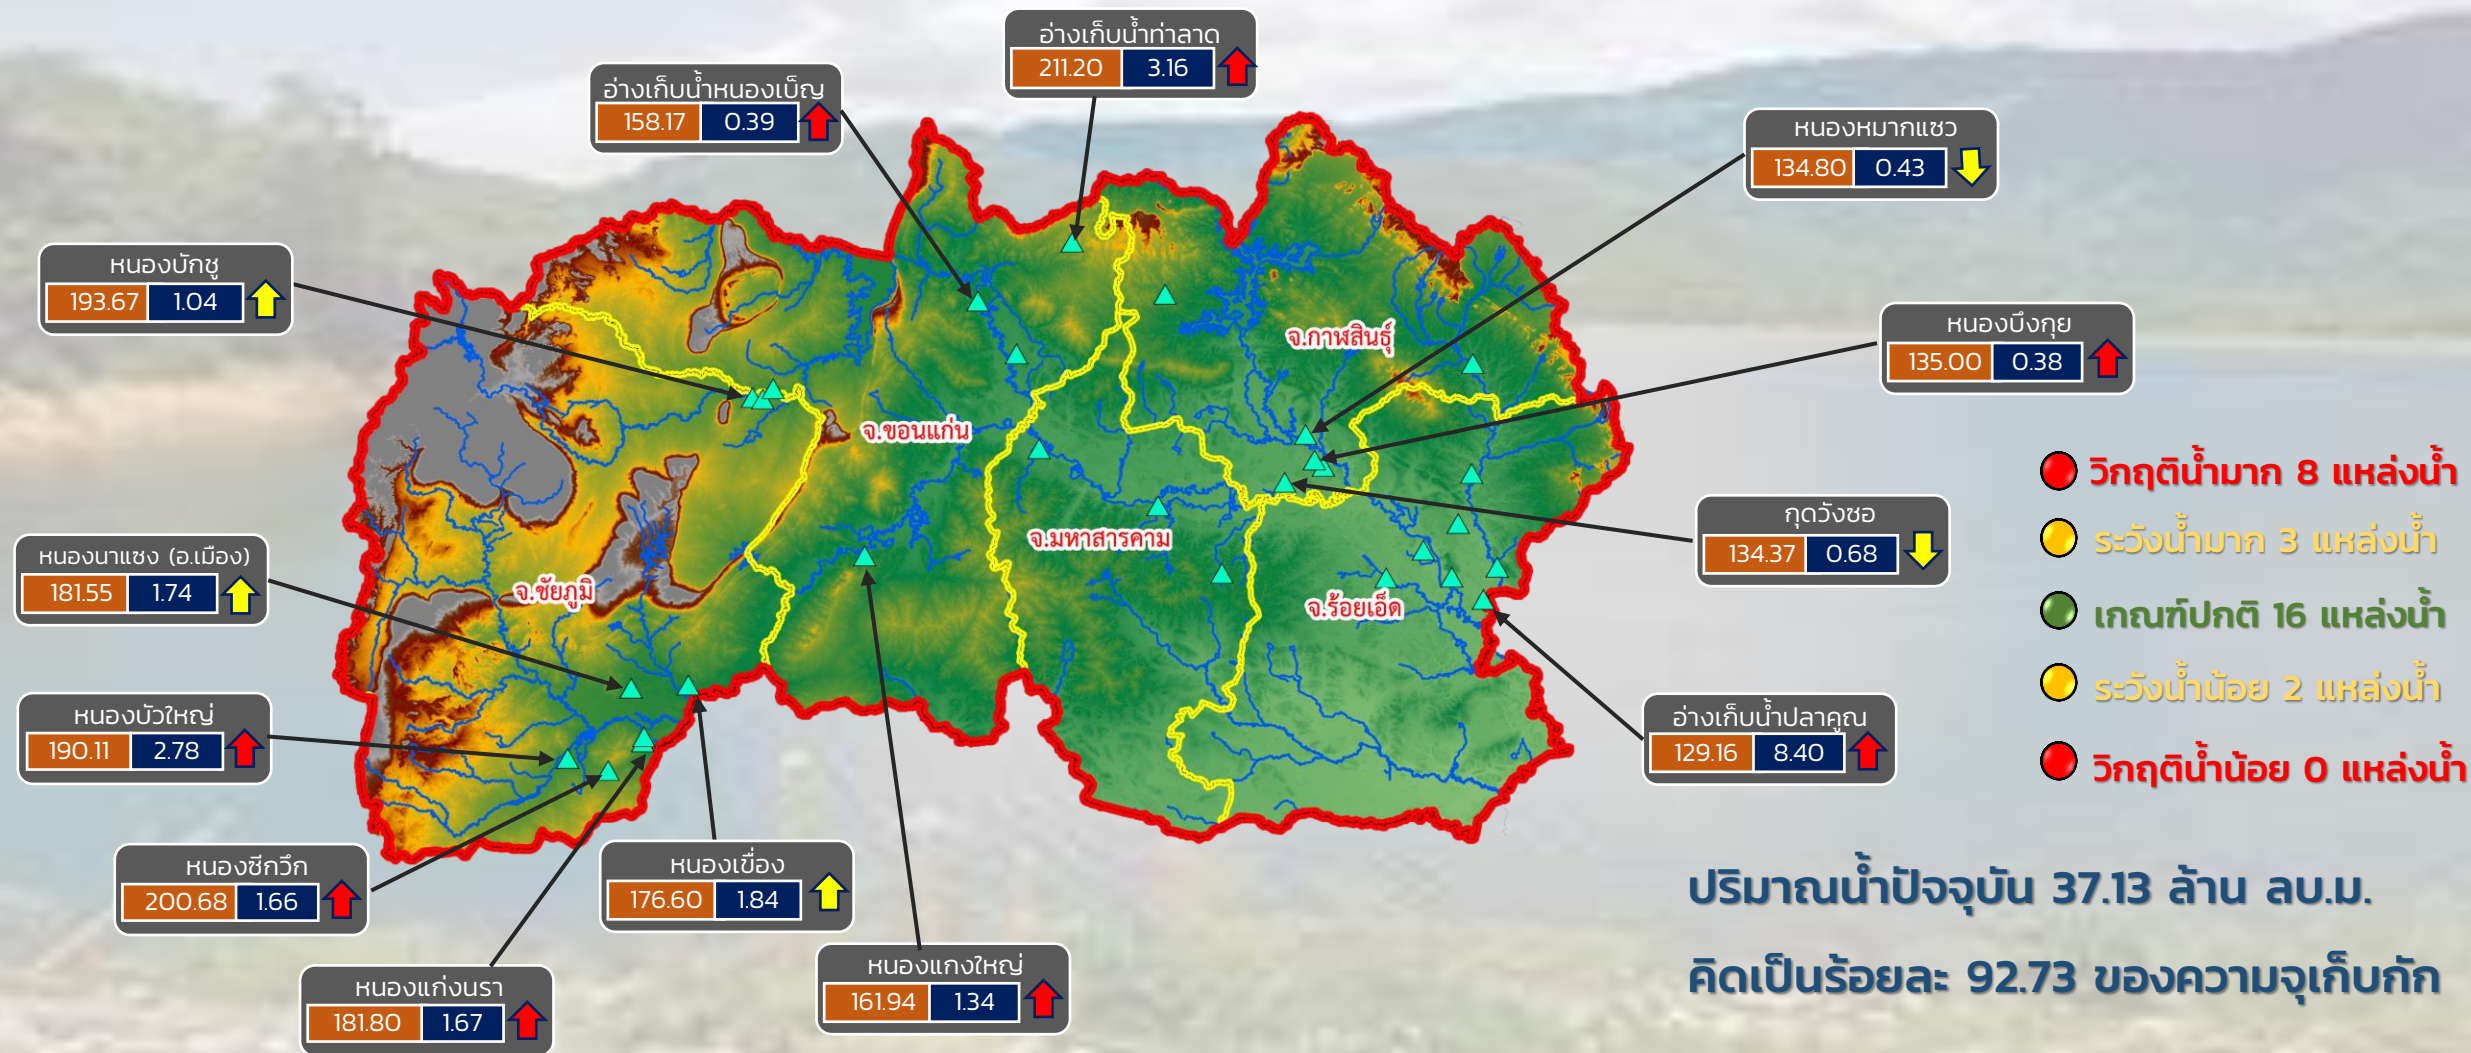 อ่างเก็บน้ำท่าลาด
211.20 3.16
อ่างเก็บน้ำหนองเบ็ญ
158.17 0.39
หนองหมากแซว
134.80 0.43
หนองบักชู
193.67 1.04
หนองบึงกุย
135.00 0.38
จ.กาฬสินธุ์
จ.ขอนแก่น
จ.มหาสารคาม
จ.ชัยภูมิ
จ.ร้อยเอ็ด
วิกฤติน้ำมาก 8 แหล่งน้ำ
ระวังน้ำมาก 3 แหล่งน้ำ
เกณฑ์ปกติ 16 แหล่งน้ำ
ระวังน้ำน้อย 2 แหล่งน้ำ
วิกฤติน้ำน้อย 0 แหล่งน้ำ
กุดวังซอ
134.37 0.68
หนองนาแซง (อ.เมือง)
181.55 1.74
หนองบัวใหญ่
190.11 2.78
อ่างเก็บน้ำปลาคูณ
129.16 8.40
หนองซีกวึก
200.68 1.66
หนองเขื่อง
176.60 1.84
หนองแก่งนรา
181.80 1.67
หนองแกงใหญ่
161.94 1.34
ปริมาณน้ำปัจจุบัน 37.13 ล้าน ลบ.ม.
คิดเป็นร้อยละ 92.73 ของความจุเก็บกัก